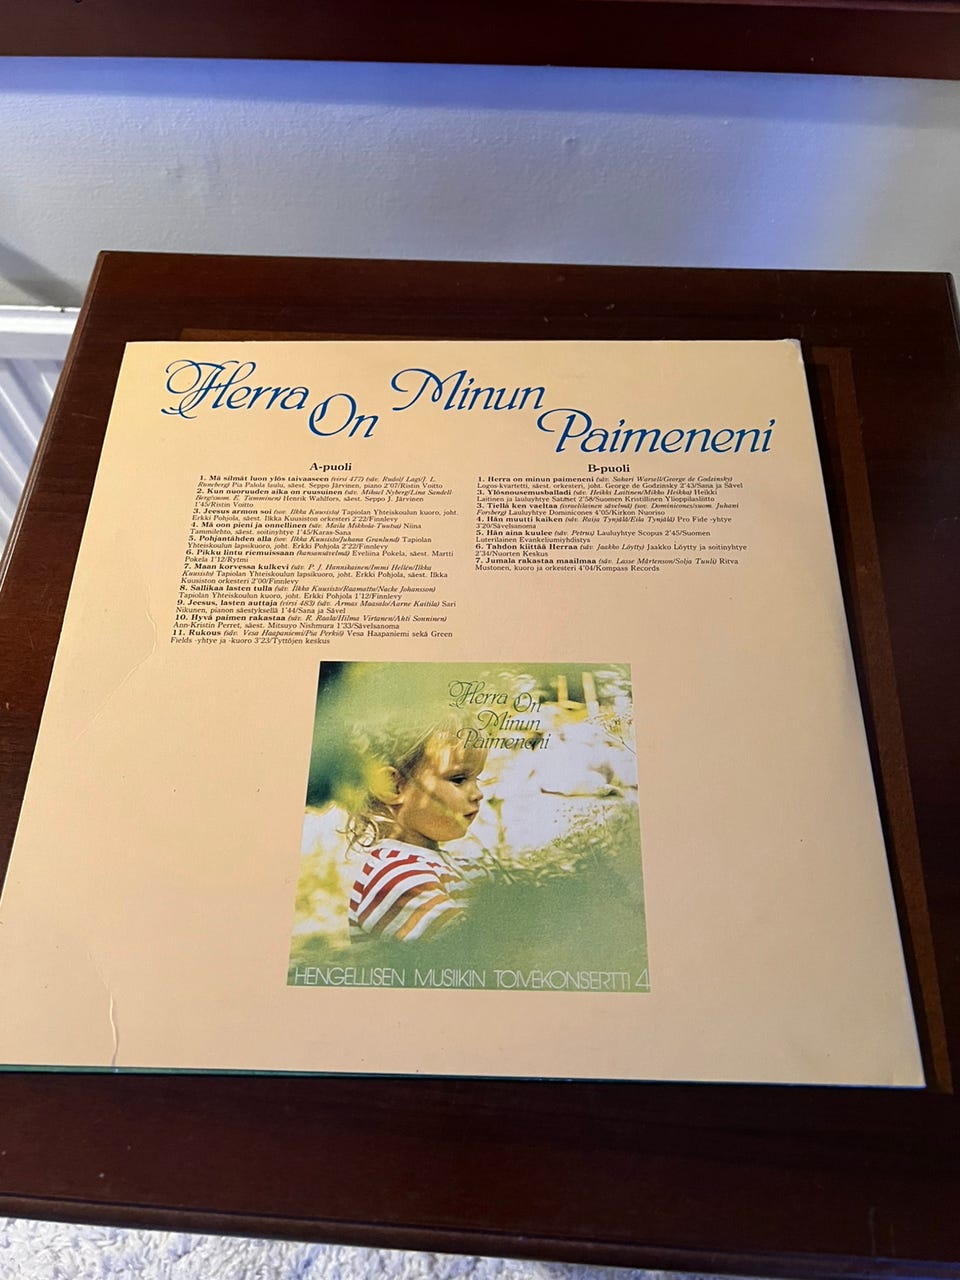 Herra On Minun Paimeneni
A-puoli
1. Mä silmät luon ylös taivaaseen (virsi 477) (säv. Rudolf Lagi/J. L.
Runeberg) Pia Palola laulu, säest. Seppo Järvinen, piano 2'07/Ristin Voitto
2. Kun nuoruuden aika on ruusuinen (säv. Mikael Nyberg/Lina Sandell-
Berg/suom. E. Tamminen) Henrik Wahlfors, säest. Seppo J. Järvinen
1'45/Ristin Voitto
3. Jeesus armon soi (sov. Ilkka Kuusisto) Tapiolan Yhteiskoulun kuoro, joht.
Erkki Pohjola, säest. Ilkka Kuusiston orkesteri 2'22/Finnlevy
4. Mä oon pieni ja onnellinen (säv. Maila Mikkola-Tuutsu) Niina
Tammilehto, säest. soitinyhtye 1'45/Karas-Sana
5. Pohjantähden alla (sov. Ilkka Kuusisto/Juhana Granlund) Tapiolan
Yhteiskoulun lapsikuoro, joht. Erkki Pohjola 2'22/Finnlevy
6. Pikku lintu riemuissaan (kansansävelmä) Eveliina Pokela, säest. Martti
Pokela 1'12/Rytmi
7. Maan korvessa kulkevi (säv. P. J. Hannikainen/Immi Hellén/Ilkka
Kuusisto) Tapiolan Yhteiskoulun lapsikuoro, joht. Erkki Pohjola, säest. Ilkka
Kuusiston orkesteri 2'00/Finnlevy
8. Sallikaa lasten tulla (säv. Ilkka Kuusisto/Raamattu/Nacke Johansson)
Tapiolan Yhteiskoulun kuoro, joht. Erkki Pohjola 1'12/Finnlevy
9. Jeesus, lasten auttaja (virsi 483) (säv. Armas Maasalo/Aarne Kaitila) Sari
Nikunen, pianon säestyksellä 1'44/Sana ja Sävel
10. Hyvä paimen rakastaa (säv. R. Raala/Hilma Virtanen/Ahti Sonninen)
Ann-Kristin Perret, säest. Mitsuyo Nishmura 1'33/Sävelsanoma
11. Rukous (säv. Vesa Haapaniemi/Pia Perkiö) Vesa Haapaniemi sekä Green
Fields -yhtye ja -kuoro 3'23/Tyttöjen keskus
B-puoli
1. Herra on minun paimeneni (säv. Sakari Warsell/George de Godzinsky)
Logos-kvartetti, säest. orkesteri, joht. George de Godzinsky 2'43/Sana ja Sävel
3. Ylösnousemusballadi (säv. Heikki Laitinen/Mikko Heikka) Heikki
Laitinen ja lauluyhtye 2'58/Suomen Kristillinen Ylioppilasliitto
3. Tiellä ken vaeltaa (israelilainen sävelmä) (sov. Dominicones/suom. Juhani
Forsberg) Lauluyhtye Dominicones 4'05/Kirkon Nuoriso
4. Hän muutti kaiken (säv. Raija Tynjälä/Esla Tynjälä) Pro Fide -yhtye
3'20/Sävelsanoma
5. Hän aina kuulee (säv. Petrus) Lauluyhtye Scopus 2'45/Suomen
Luterilainen Evankeliumiyhdistys
6. Tahdon kiittää Herraa (säv. Jaakko Löytty) Jaakko Löytty ja soitinyhtye
2'34/Nuorten Keskus
7. Jumala rakastaa maailmaa (säv. Lasse Mårtenson/Solja Tuuli) Ritva
Mustonen, kuoro ja orkesteri 4'04/Kompass Records
Herra On
Minun
Paimeneni
HENGELLISEN MUSIIKIN TOIVEKONSERTTI 4